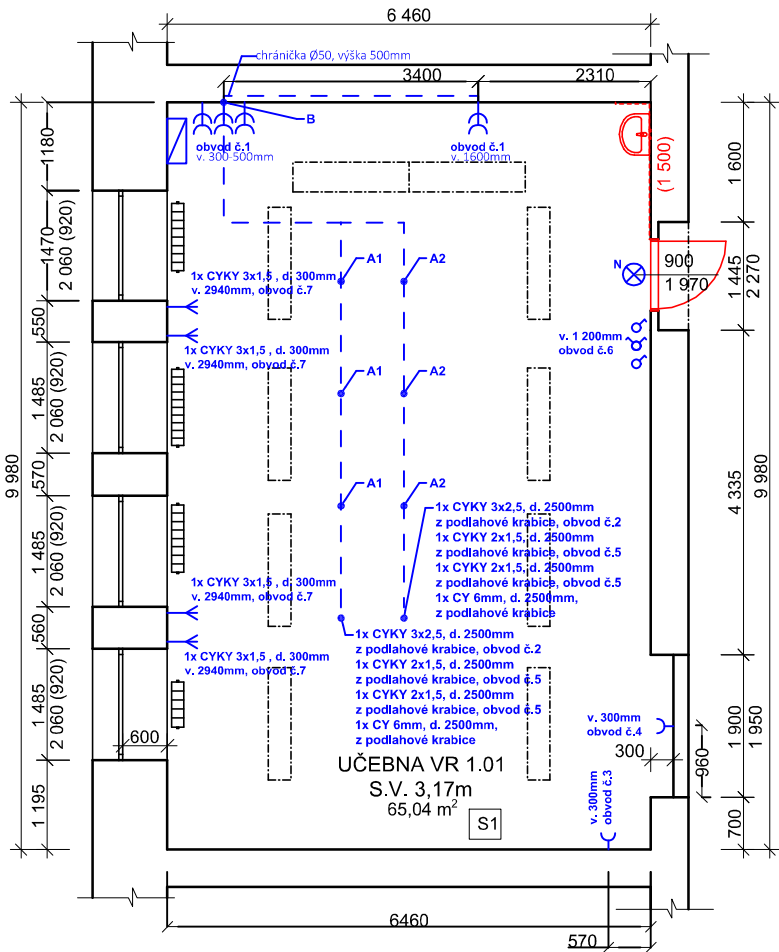 6 460
chránička Ø50, výška 500mm
3400
2310
B
obvod č.1
v. 300-500mm
obvod č.1
v. 1600mm
(1 500)
1180
1 600
1470
2 060 (920)
A1
A2
N
900
1 970
1 445
2 270
1x CYKY 3x1,5 , d. 300mm
v. 2940mm, obvod č.7
550
1x CYKY 3x1,5 , d. 300mm
v. 2940mm, obvod č.7
v. 1 200mm
obvod č.6
A1
A2
1 485
2 060 (920)
9 980
570
4 335
9 980
A1
A2
1x CYKY 3x2,5, d. 2500mm
z podlahové krabice, obvod č.2
1x CYKY 2x1,5, d. 2500mm
z podlahové krabice, obvod č.5
1x CYKY 2x1,5, d. 2500mm
z podlahové krabice, obvod č.5
1x CY 6mm, d. 2500mm,
z podlahové krabice
1 485
2 060 (920)
1x CYKY 3x1,5 , d. 300mm
v. 2940mm, obvod č.7
560
1x CYKY 3x1,5 , d. 300mm
v. 2940mm, obvod č.7
1x CYKY 3x2,5, d. 2500mm
z podlahové krabice, obvod č.2
1x CYKY 2x1,5, d. 2500mm
z podlahové krabice, obvod č.5
1x CYKY 2x1,5, d. 2500mm
z podlahové krabice, obvod č.5
1x CY 6mm, d. 2500mm,
z podlahové krabice
1 485
2 060 (920)
600
v. 300mm
obvod č.4
300
960
1 900
1 950
UČEBNA VR 1.01
S.V. 3,17m
65,04 m²
S1
v. 300mm
obvod č.3
1 195
700
6460
570